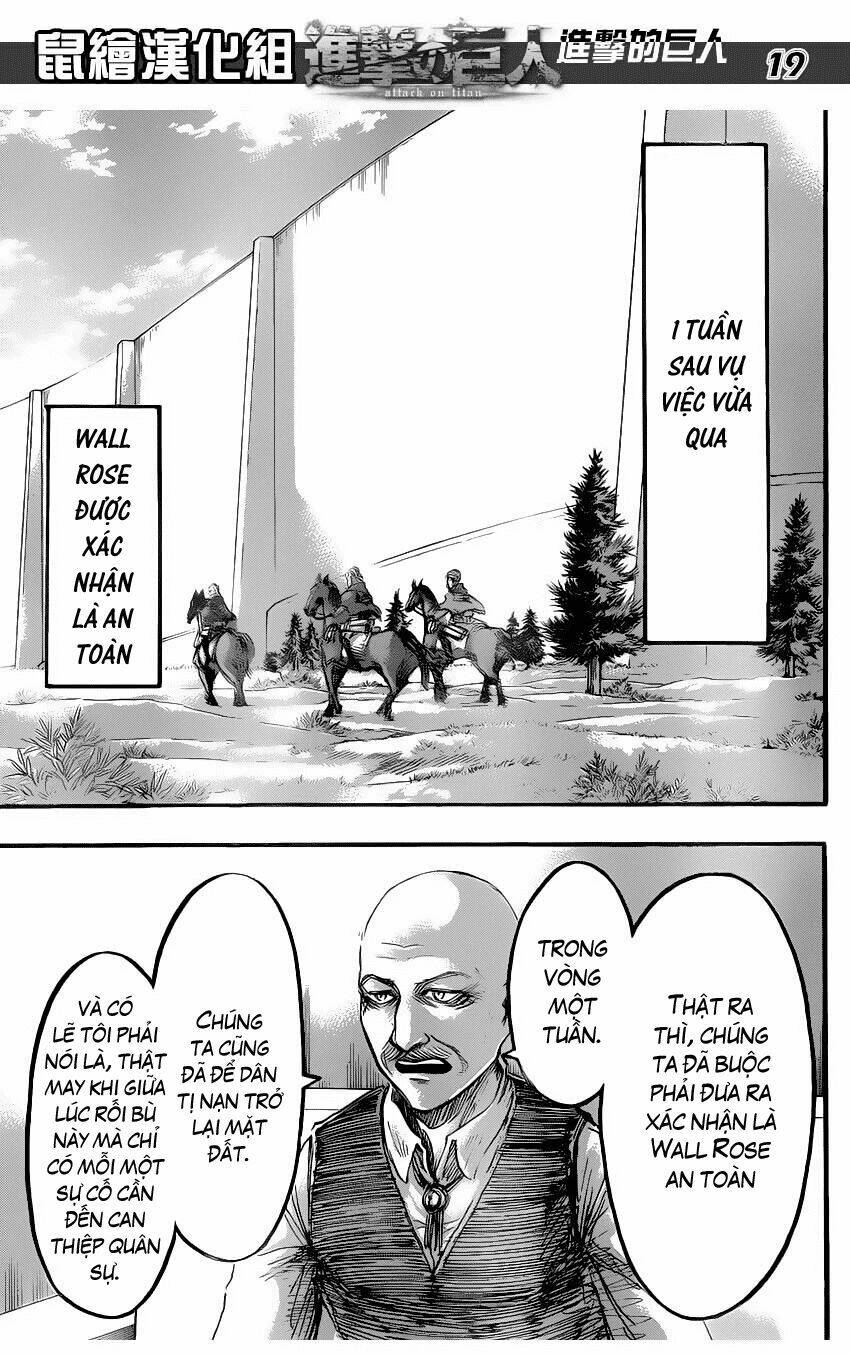 鼠繪漢化組
進撃の巨人
attack on titan
進擊的巨人
19
1 TUẦN
SAU VỤ
VIỆC VỪA
QUA
WALL
ROSE
ĐƯỢC
XÁC
NHẬN
LÀ AN
TOÀN
THẬT RA
THÌ, CHÚNG
TA ĐÃ BUỘC
PHẢI ĐƯA RA
XÁC NHẬN LÀ
WALL ROSE
AN TOÀN
TRONG
VÒNG
MỘT
TUẦN.
CHÚNG
TA CŨNG
ĐÃ ĐỂ DÂN
TỊ NẠN TRỞ
LẠI MẶT
ĐẤT.
VÀ CÓ
LẼ TÔI PHẢI
NÓI LÀ, THẬT
MAY KHI GIỮA
LÚC RỐI BÙ
NÀY MÀ CHỈ
CÓ MỖI MỘT
SỰ CỐ CẦN
ĐẾN CAN
THIỆP QUÂN
SỰ.